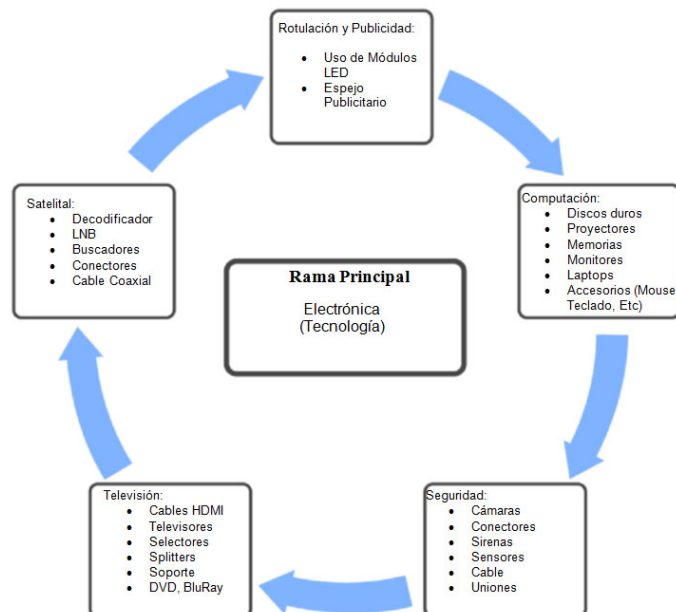 Rotulación y Publicidad:
• Uso de Módulos
LED
• Espejo
Publicitario
Computación:
• Discos duros
• Proyectores
• Memorias
• Monitores
• Laptops
• Accesorios (Mouse
Teclado, Etc)
Seguridad:
• Cámaras
• Conectores
• Sirenas
• Sensores
• Cable
• Uniones
Televisión:
• Cables HDMI
• Televisores
• Selectores
• Splitters
• Soporte
• DVD, BluRay
Satelital:
• Decodificador
• LNB
• Buscadores
• Conectores
• Cable Coaxial
Rama Principal
Electrónica
(Tecnología)